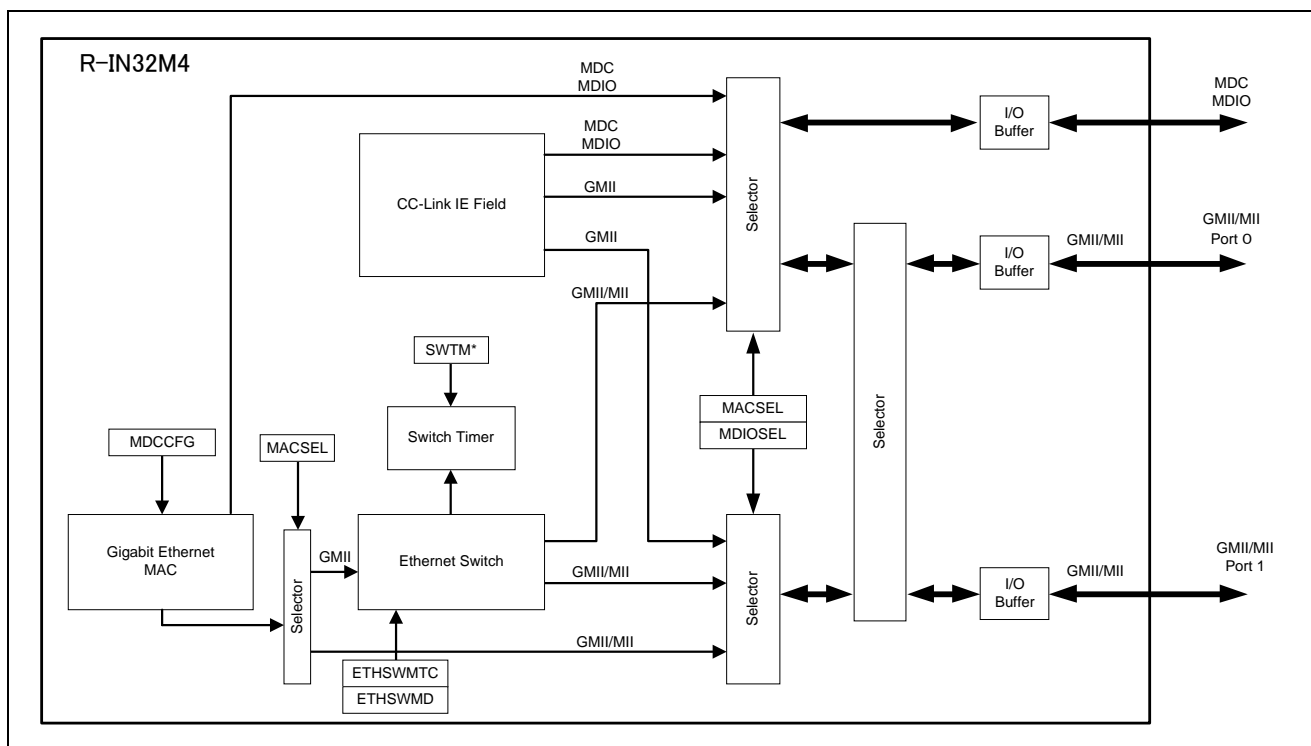 R-IN32M4
MDC
MDIO
MDC
MDIO
I/O
Buffer
MDC
MDIO
CC-Link IE Field
GMII
Selector
GMII
GMII/MII
I/O
Buffer
GMII/MII
Port 0
GMII/MII
SWTM*
Selector
MACSEL
MDIOSEL
Switch Timer
MDCCFG
MACSEL
Gigabit Ethernet
MAC
Selector
GMII
Ethernet Switch
GMII/MII
Selector
GMII/MII
I/O
Buffer
GMII/MII
Port 1
GMII/MII
ETHSWMTC
ETHSWMD